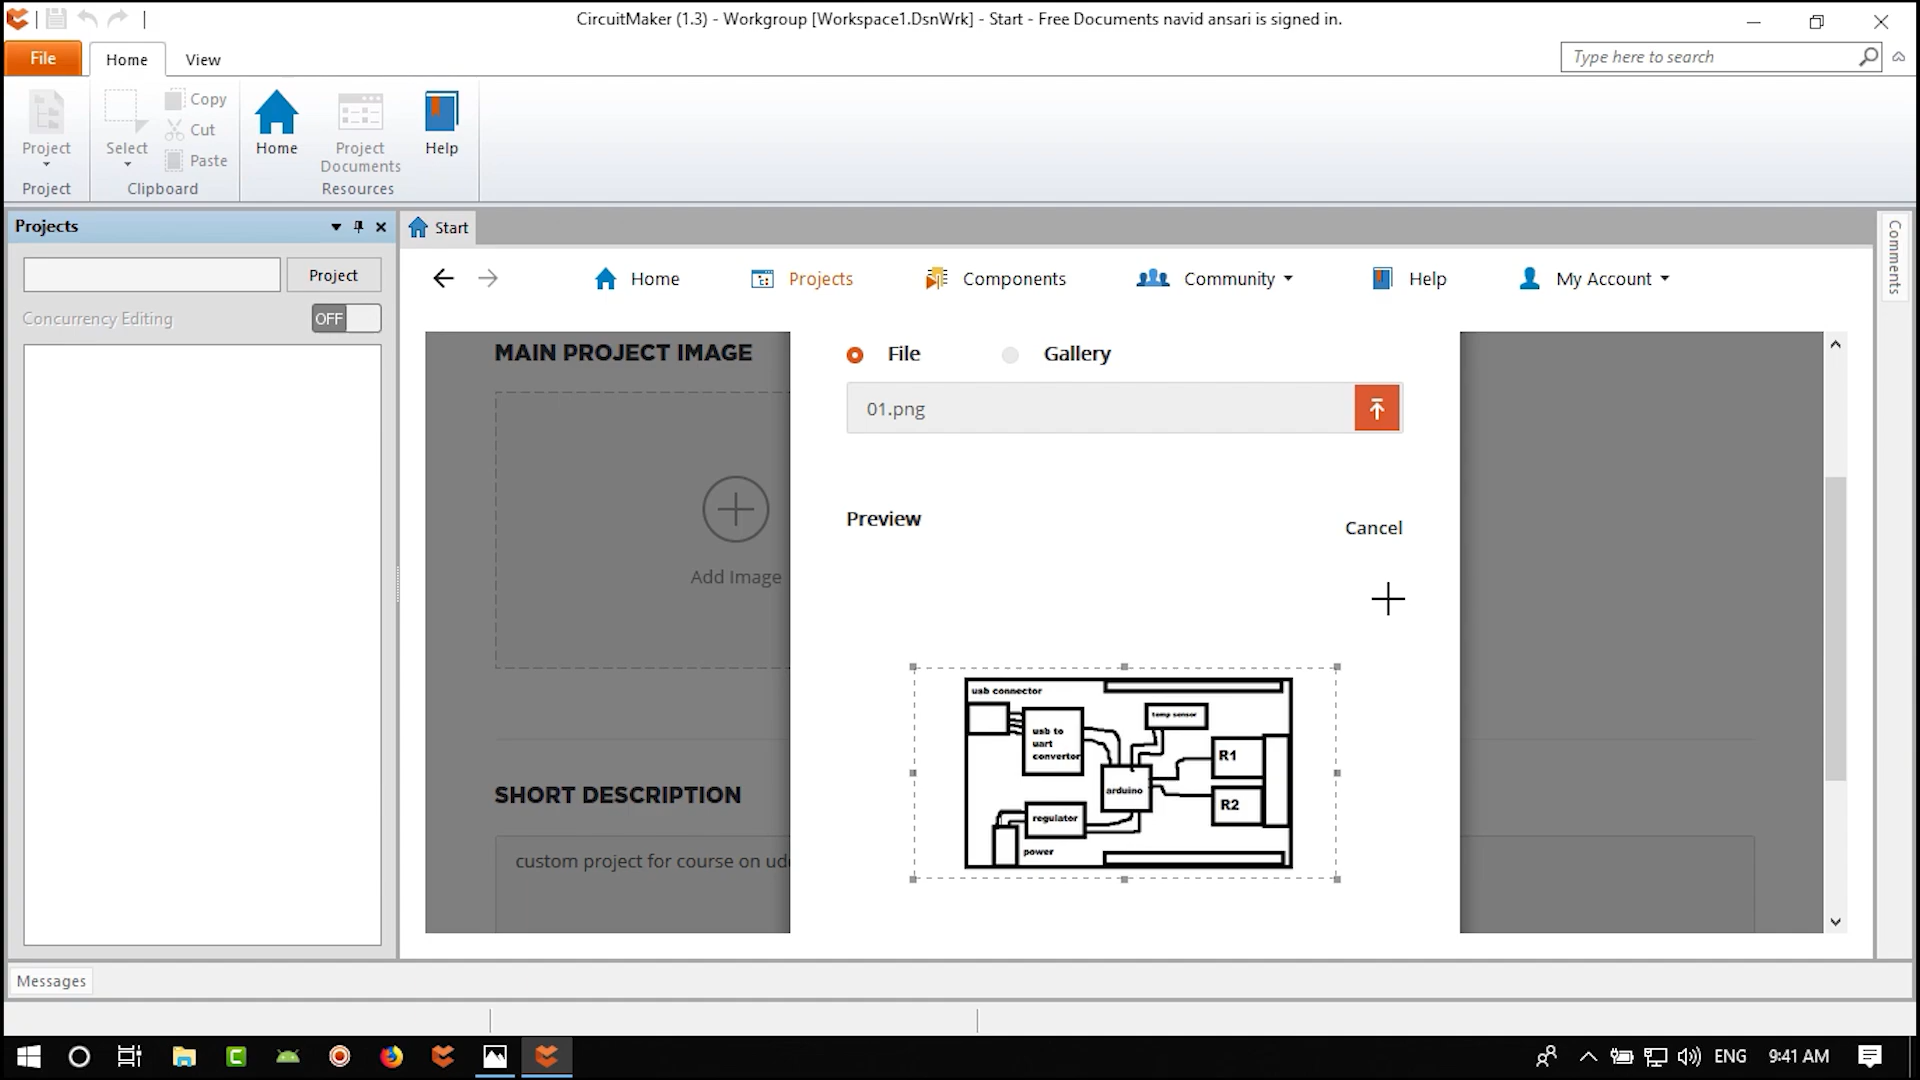 CircuitMaker (1.3) - Workgroup [Workspace1.DsnWrk] - Start - Free Documents navid ansari is signed in.
File
Home
View
Type here to search
Project
Select
Copy
Cut
Paste
Home
Project
Documents
Help
Project
Clipboard
Resources
Projects
Project
Concurrency Editing
OFF
Start
Home
Projects
Components
Community
Help
My Account
Comments
MAIN PROJECT IMAGE
Add Image
SHORT DESCRIPTION
custom project for course on ud
File
Gallery
01.png
Preview
Cancel
usb connector
usb to
uart
convertor
temp sensor
R1
arduino
R2
regulator
power
Messages
ENG
9:41 AM